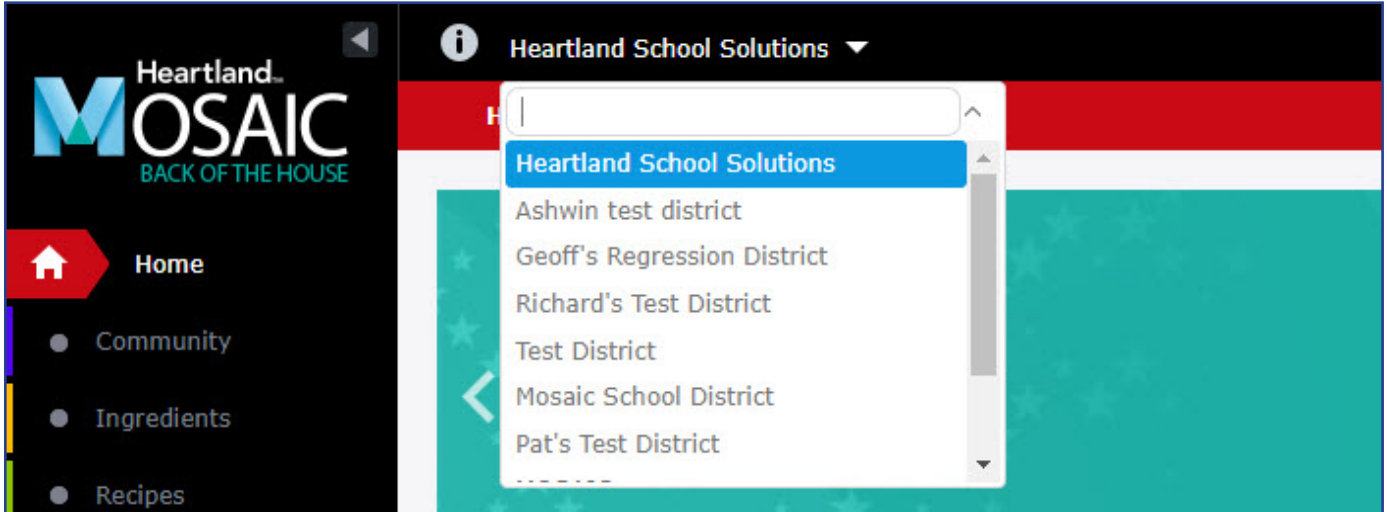 Heartland
MOSAIC
BACK OF THE HOUSE
Home
Community
Ingredients
Recipes
Heartland School Solutions
H
Heartland School Solutions
Ashwin test district
Geoff's Regression District
Richard's Test District
Test District
Mosaic School District
Pat's Test District